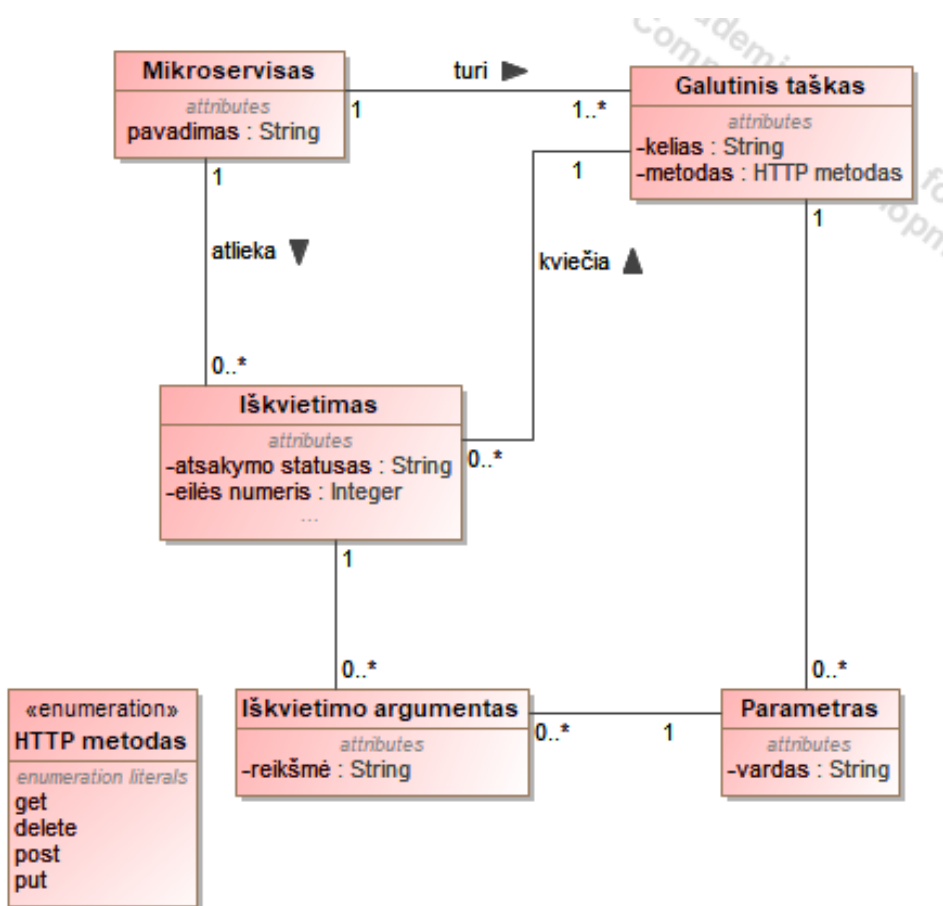 Mikroservisas
attributes
pavadimas : String
turi
1
1..*
Galutinis taškas
attributes
-kelias : String
-metodas : HTTP metodas
1
atlieka
0..*
1
kviečia
0..*
1
Iškvietimas
attributes
-atsakymo statusas : String
-eilės numeris : Integer
...
1
0..*
0..*
Iškvietimo argumentas
attributes
-reikšmė : String
0..*
1
Parametras
attributes
-vardas : String
«enumeration»
HTTP metodas
enumeration literals
get
delete
post
put